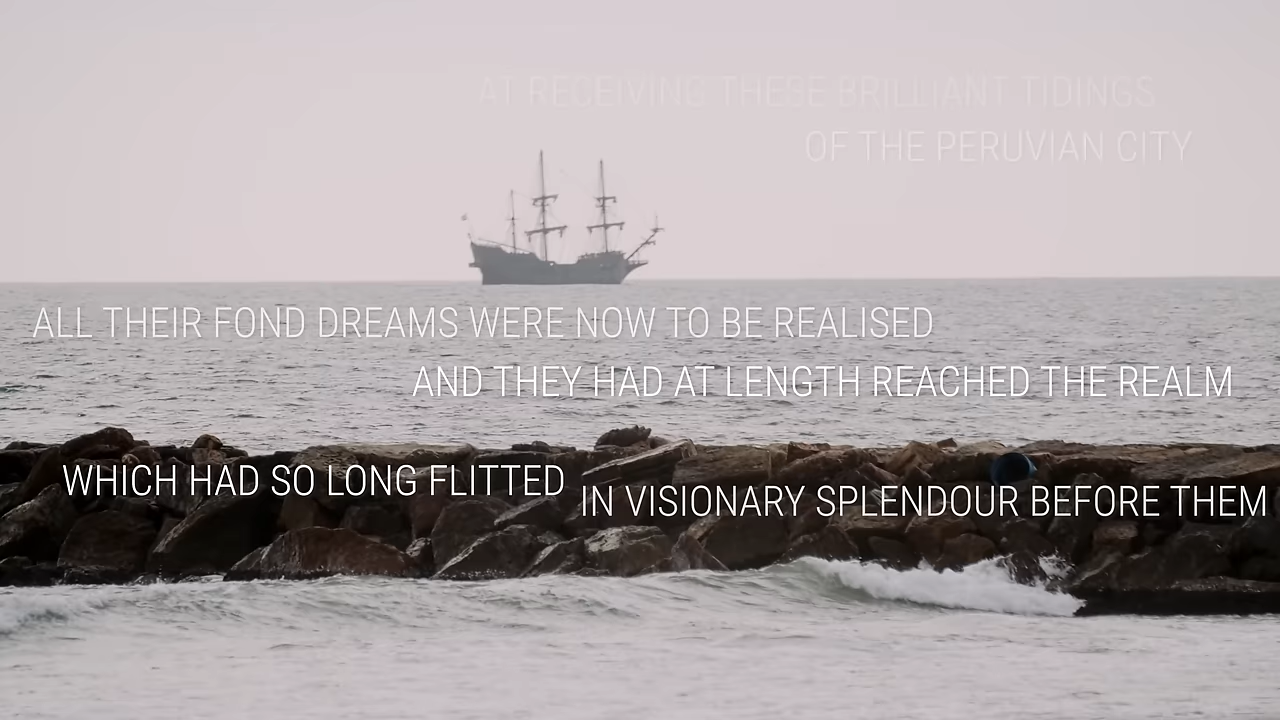 AT RECEIVING THESE BRILLIANT TIDINGS
OF THE PERUVIAN CITY
ALL THEIR FOND DREAMS WERE NOW TO BE REALISED
AND THEY HAD AT LENGTH REACHED THE REALM
WHICH HAD SO LONG FLITTED
IN VISIONARY SPLENDOUR BEFORE THEM